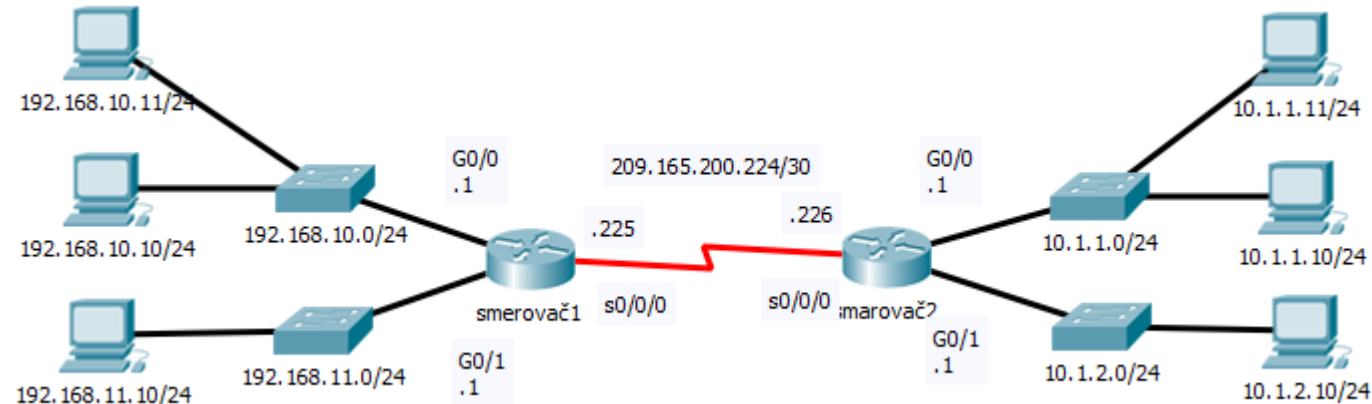 192.168.10.11/24
192.168.10.10/24
192.168.10.0/24
G0/0
.1
192.168.11.10/24
192.168.11.0/24
G0/1
.1
smerovač1
.225
s0/0/0
209.165.200.224/30
.226
s0/0/0
smarovač2
G0/0
.1
G0/1
.1
10.1.1.0/24
10.1.1.11/24
10.1.1.10/24
10.1.2.0/24
10.1.2.10/24